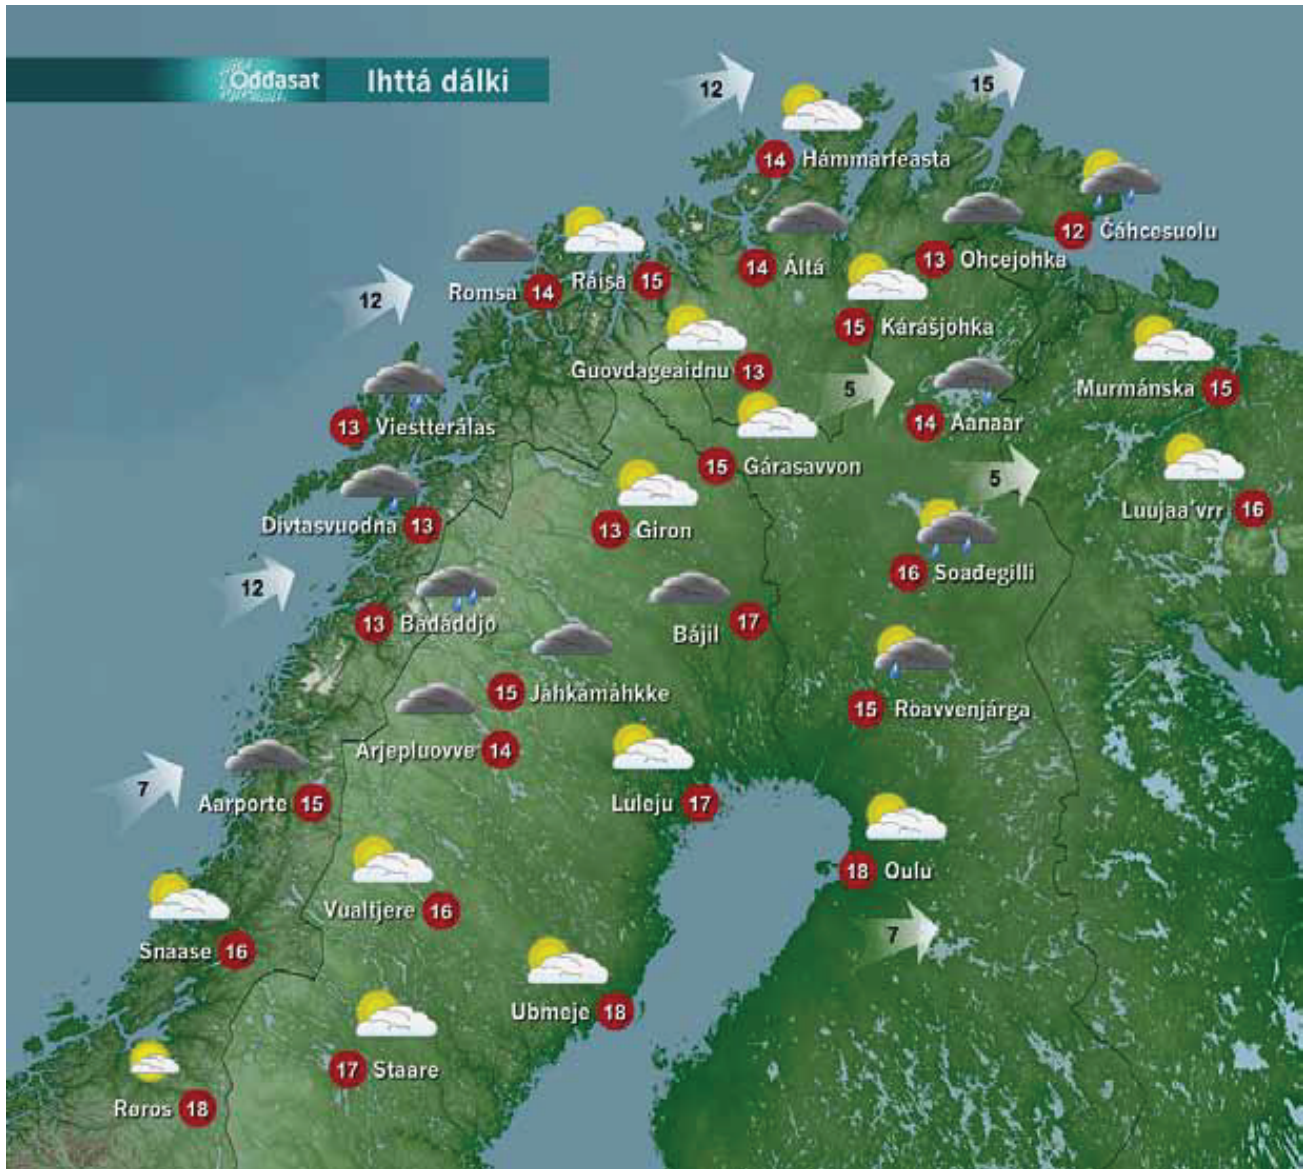 Ođđasat Ihttá dálki
12
15
14 Hámmarfeasta
12 Čáhcesuolu
Romsa 14
Ráisa 15
14 Áltá
13 Ohcejohka
12
15 Kárášjohka
Guovdageaidnu 13
5
Murmánska 15
13 Viestterálas
14 Aanaar
15 Gárasavvon
5
Divtasvuodna 13
13 Giron
Luujaa´vrr 16
12
16 Soađegilli
13 Bådåddjo
Bájil 17
15 Jåhkåmåhkke
15 Roavvenjárga
Arjepluovve 14
7
Aarporte 15
Luleju 17
18 Oulu
Vualtjere 16
7
Snaase 16
Ubmeje 18
17 Staare
Røros 18